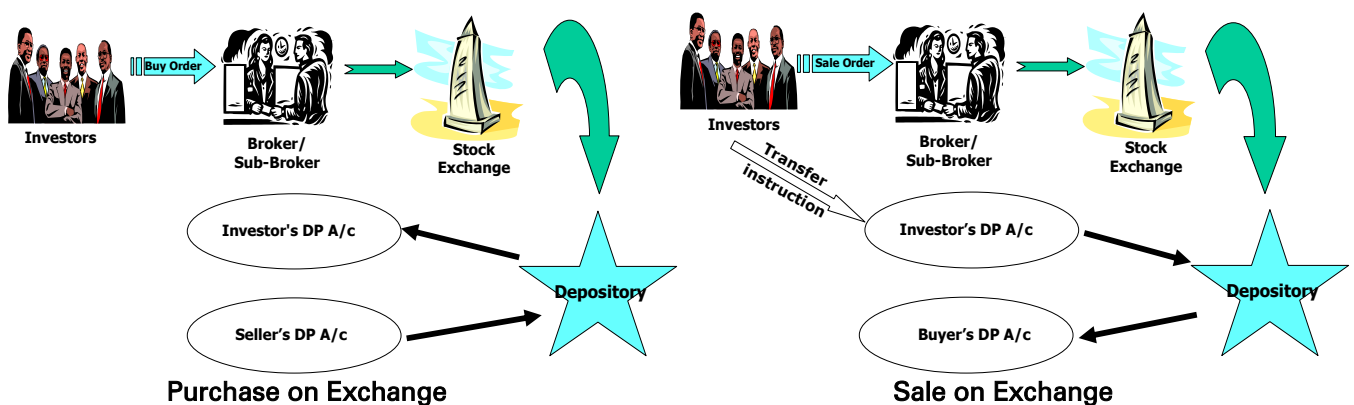 Buy Order
Investors
Broker/
Sub-Broker
Stock
Exchange
Investor's DP A/c
Depository
Seller's DP A/c
Purchase on Exchange
Sale Order
Investors
Broker/
Sub-Broker
Stock
Exchange
Transfer
instruction
Investor’s DP A/c
Depository
Buyer’s DP A/c
Sale on Exchange